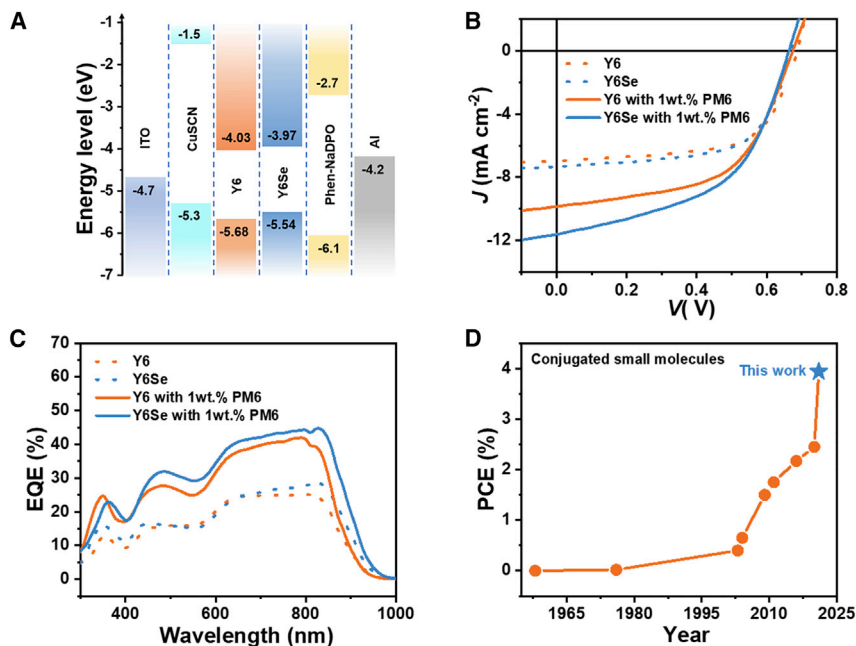 A
Energy level (eV)
-1
-2
-3
-4
-5
-6
-7
ITO
-4.7
CuSCN
-1.5
-5.3
Y6
-4.03
-5.68
Y6Se
-3.97
-5.54
Phen-NaDPO
-2.7
-6.1
Al
-4.2
B
J (mA cm-2)
0
-4
-8
-12
Y6
Y6Se
Y6 with 1wt.% PM6
Y6Se with 1wt.% PM6
0.0 0.2 0.4 0.6 0.8
V( V)
C
EQE (%)
70
60
50
40
30
20
10
0
Y6
Y6Se
Y6 with 1wt.% PM6
Y6Se with 1wt.% PM6
400 600 800 1000
Wavelength (nm)
D
PCE (%)
4
3
2
1
0
Conjugated small molecules
This work
1965 1980 1995 2010 2025
Year